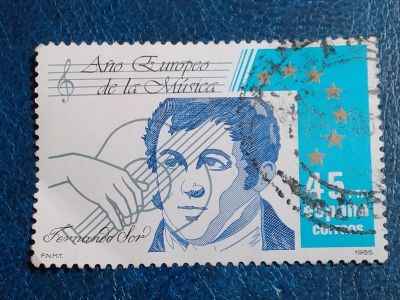 Año Europeo
de la Música
45
españa
correos
Fernando Sor
F.N.M.T.
1985